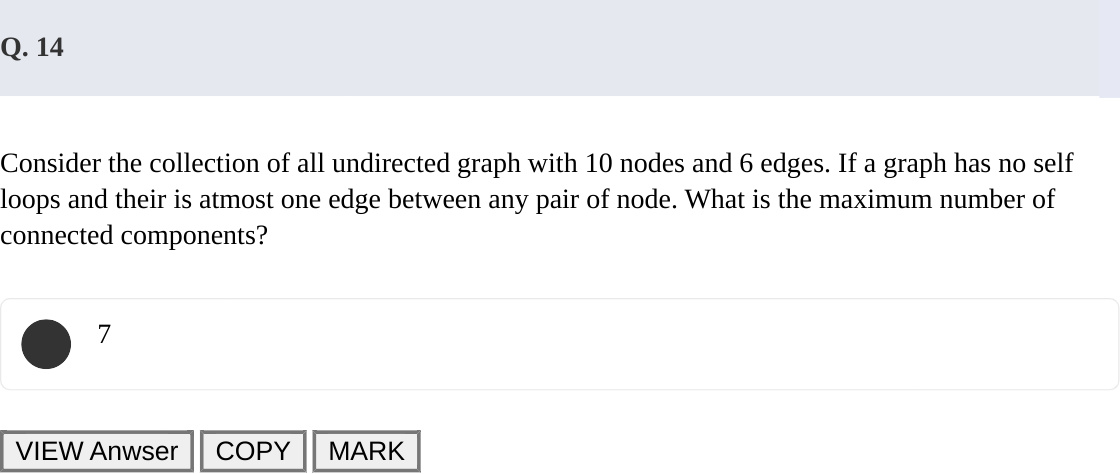 Q. 14
Consider the collection of all undirected graph with 10 nodes and 6 edges. If a graph has no self
loops and their is atmost one edge between any pair of node. What is the maximum number of
connected components?
7
VIEW Anwser COPY MARK